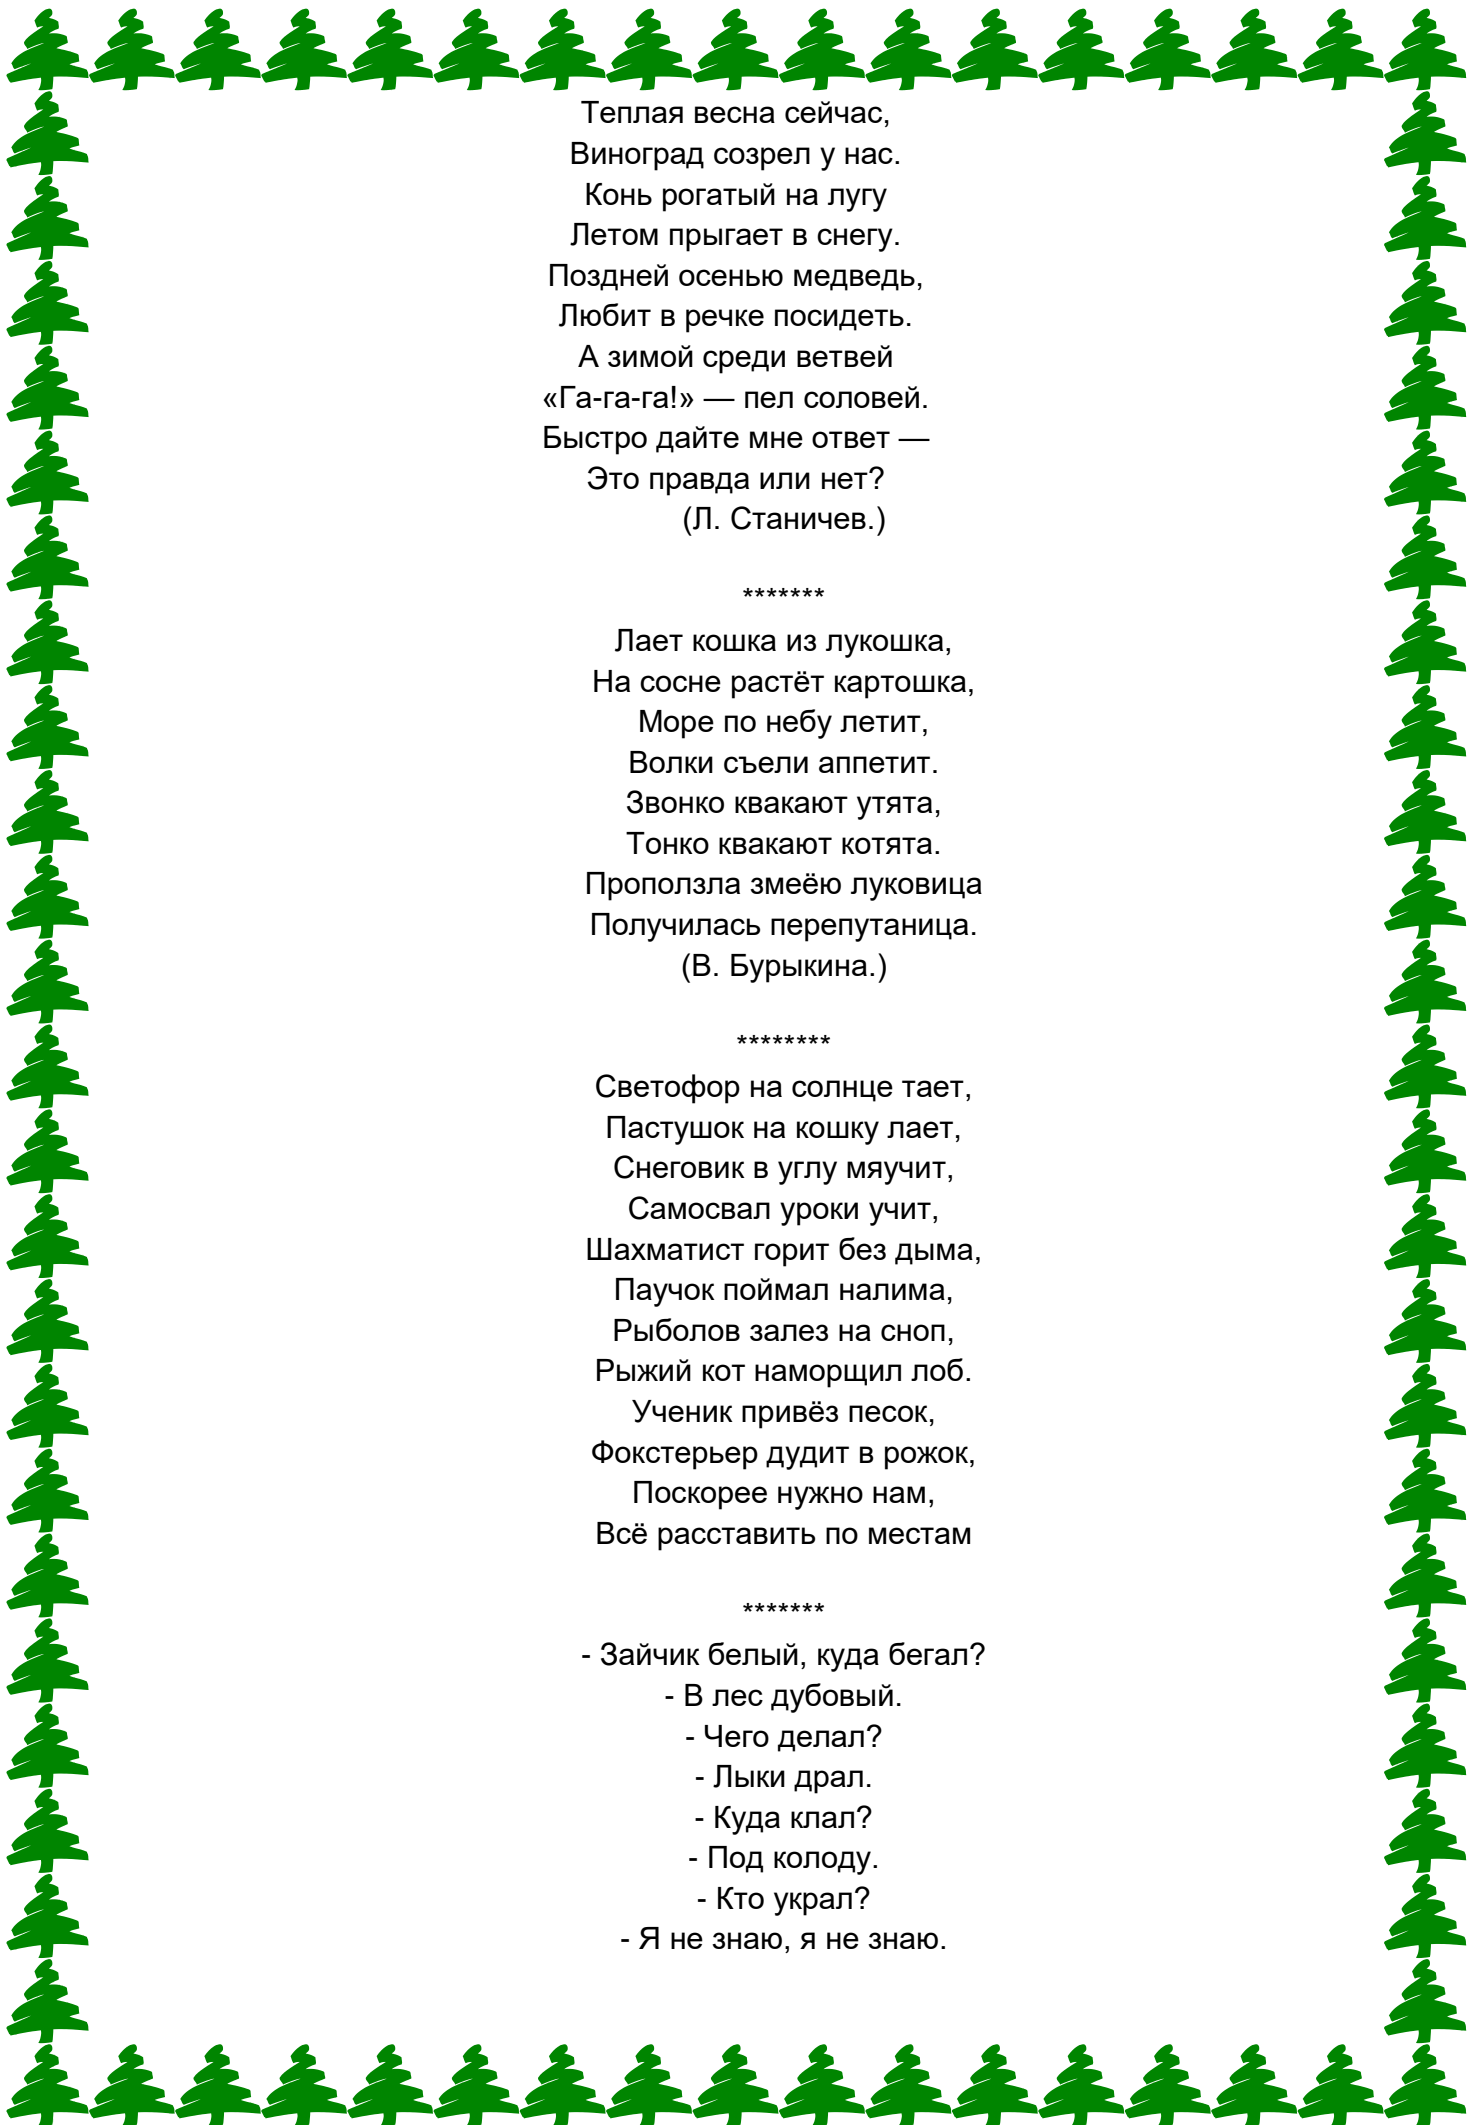 Теплая весна сейчас,
Виноград созрел у нас.
Конь рогатый на лугу
Летом прыгает в снегу.
Поздней осенью медведь,
Любит в речке посидеть.
А зимой среди ветвей
«Га-га-га!» — пел соловей.
Быстро дайте мне ответ —
Это правда или нет?
(Л. Станичев.)
*******
Лает кошка из лукошка,
На сосне растёт картошка,
Море по небу летит,
Волки съели аппетит.
Звонко квакают утята,
Тонко квакают котята.
Проползла змеёю луковица
Получилась перепутаница.
(В. Бурыкина.)
********
Светофор на солнце тает,
Пастушок на кошку лает,
Снеговик в углу мяучит,
Самосвал уроки учит,
Шахматист горит без дыма,
Паучок поймал налима,
Рыболов залез на сноп,
Рыжий кот наморщил лоб.
Ученик привёз песок,
Фокстерьер дудит в рожок,
Поскорее нужно нам,
Всё расставить по местам
*******
- Зайчик белый, куда бегал?
- В лес дубовый.
- Чего делал?
- Лыки драл.
- Куда клал?
- Под колоду.
- Кто украл?
- Я не знаю, я не знаю.